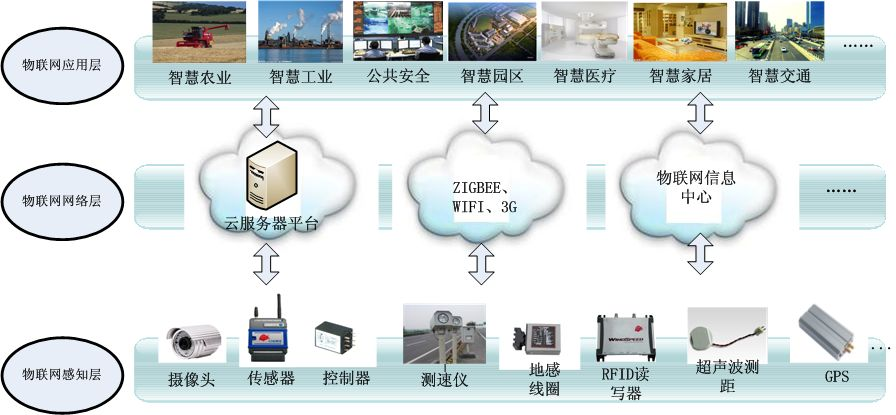 物联网应用层
智慧农业
智慧工业
公共安全
智慧园区
智慧医疗
智慧家居
智慧交通
......
物联网网络层
云服务器平台
ZIGBEE、
WIFI、3G
物联网信息
中心
......
物联网感知层
摄像头
传感器
控制器
测速仪
地感
线圈
WINDSPEED
RFID读
写器
超声波测
距
GPS
...